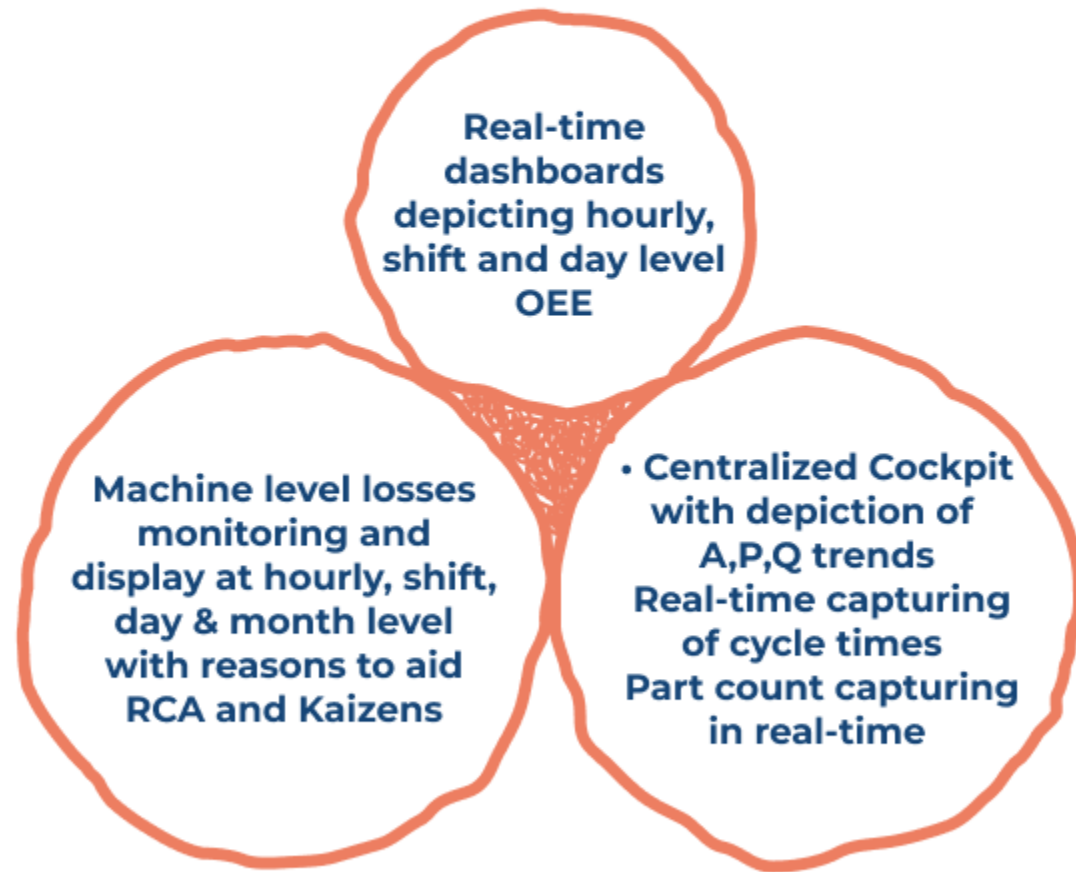 Real-time
dashboards
depicting hourly,
shift and day level
OEE
Machine level losses
monitoring and
display at hourly, shift,
day & month level
with reasons to aid
RCA and Kaizens
• Centralized Cockpit
with depiction of
A,P,Q trends
Real-time capturing
of cycle times
Part count capturing
in real-time